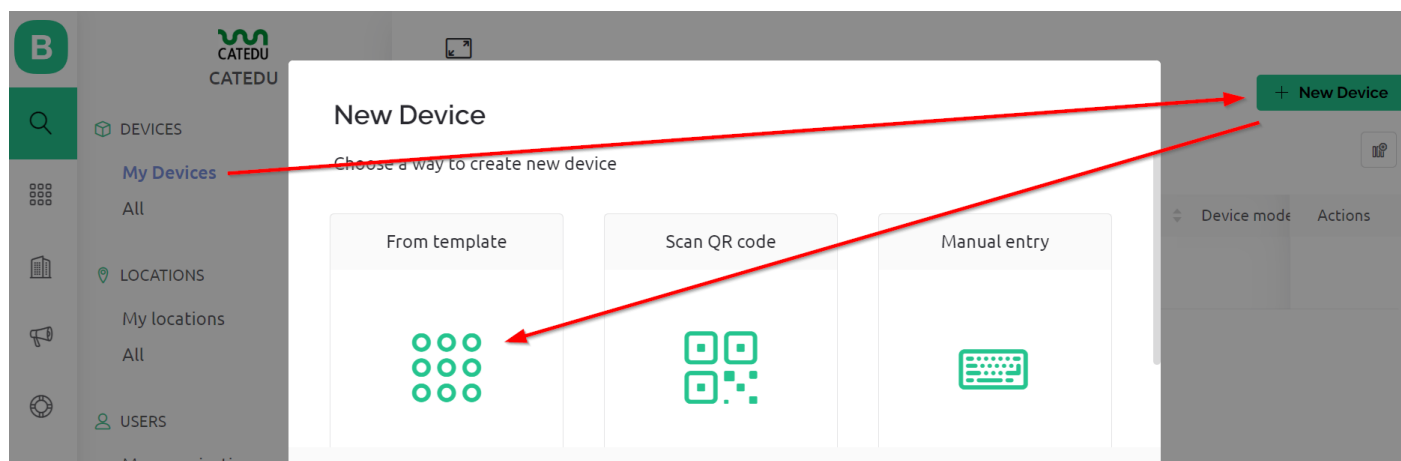 B
CATEDU
CATEDU
DEVICES
My Devices
All
LOCATIONS
My locations
All
USERS
New Device
Choose a way to create new device
From template
Scan QR code
Manual entry
+ New Device
Device mode
Actions